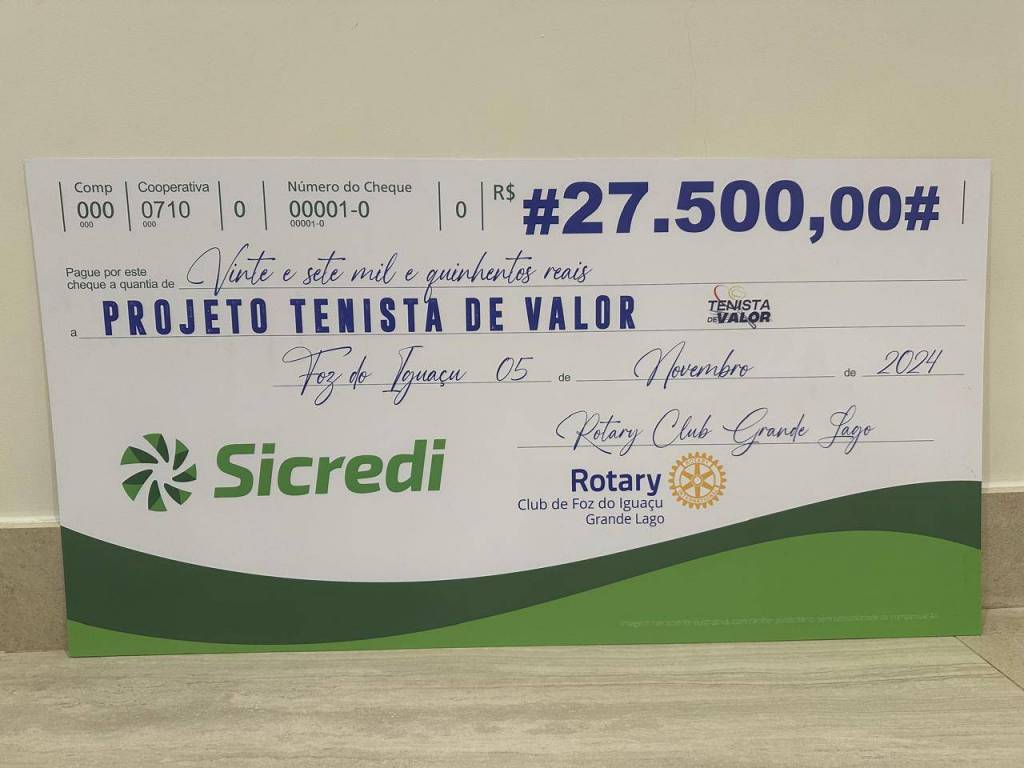 Comp Cooperativa Número do Cheque R$ #27.500,00#
000 0710 0 00001-0 0
000 000 00001-0
Pague por este
cheque a quantia de Vinte e sete mil e quinhentos reais
a PROJETO TENISTA DE VALOR
TENISTA
DE VALOR
Foz do Iguaçu 05 de Novembro de 2024
Rotary Club Grande Lago
Sicredi
Rotary
Club de Foz do Iguaçu
Grande Lago